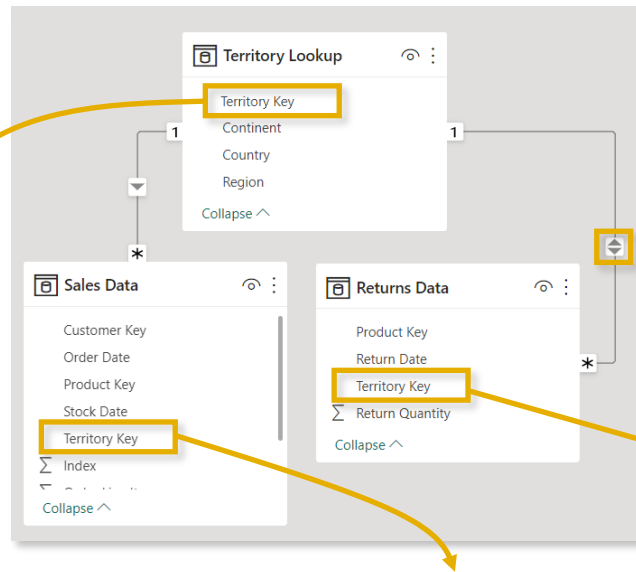 Territory Lookup
Territory Key
Continent
Country
Region
Collapse
1
1
*
*
Sales Data
Customer Key
Order Date
Product Key
Stock Date
Territory Key
Σ Index
Σ
Collapse
Returns Data
Product Key
Return Date
Territory Key
Σ Return Quantity
Collapse